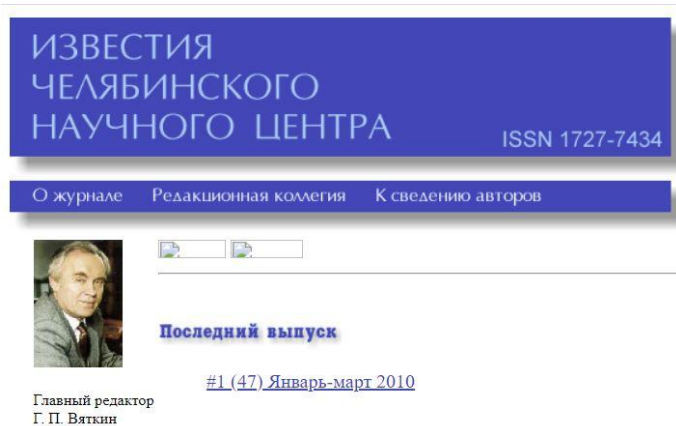 ИЗВЕСТИЯ
ЧЕЛЯБИНСКОГО
НАУЧНОГО ЦЕНТРА
ISSN 1727-7434
О журнале Редакционная коллегия К сведению авторов
Последний выпуск
#1 (47) Январь-март 2010
Главный редактор
Г. П. Вяткин